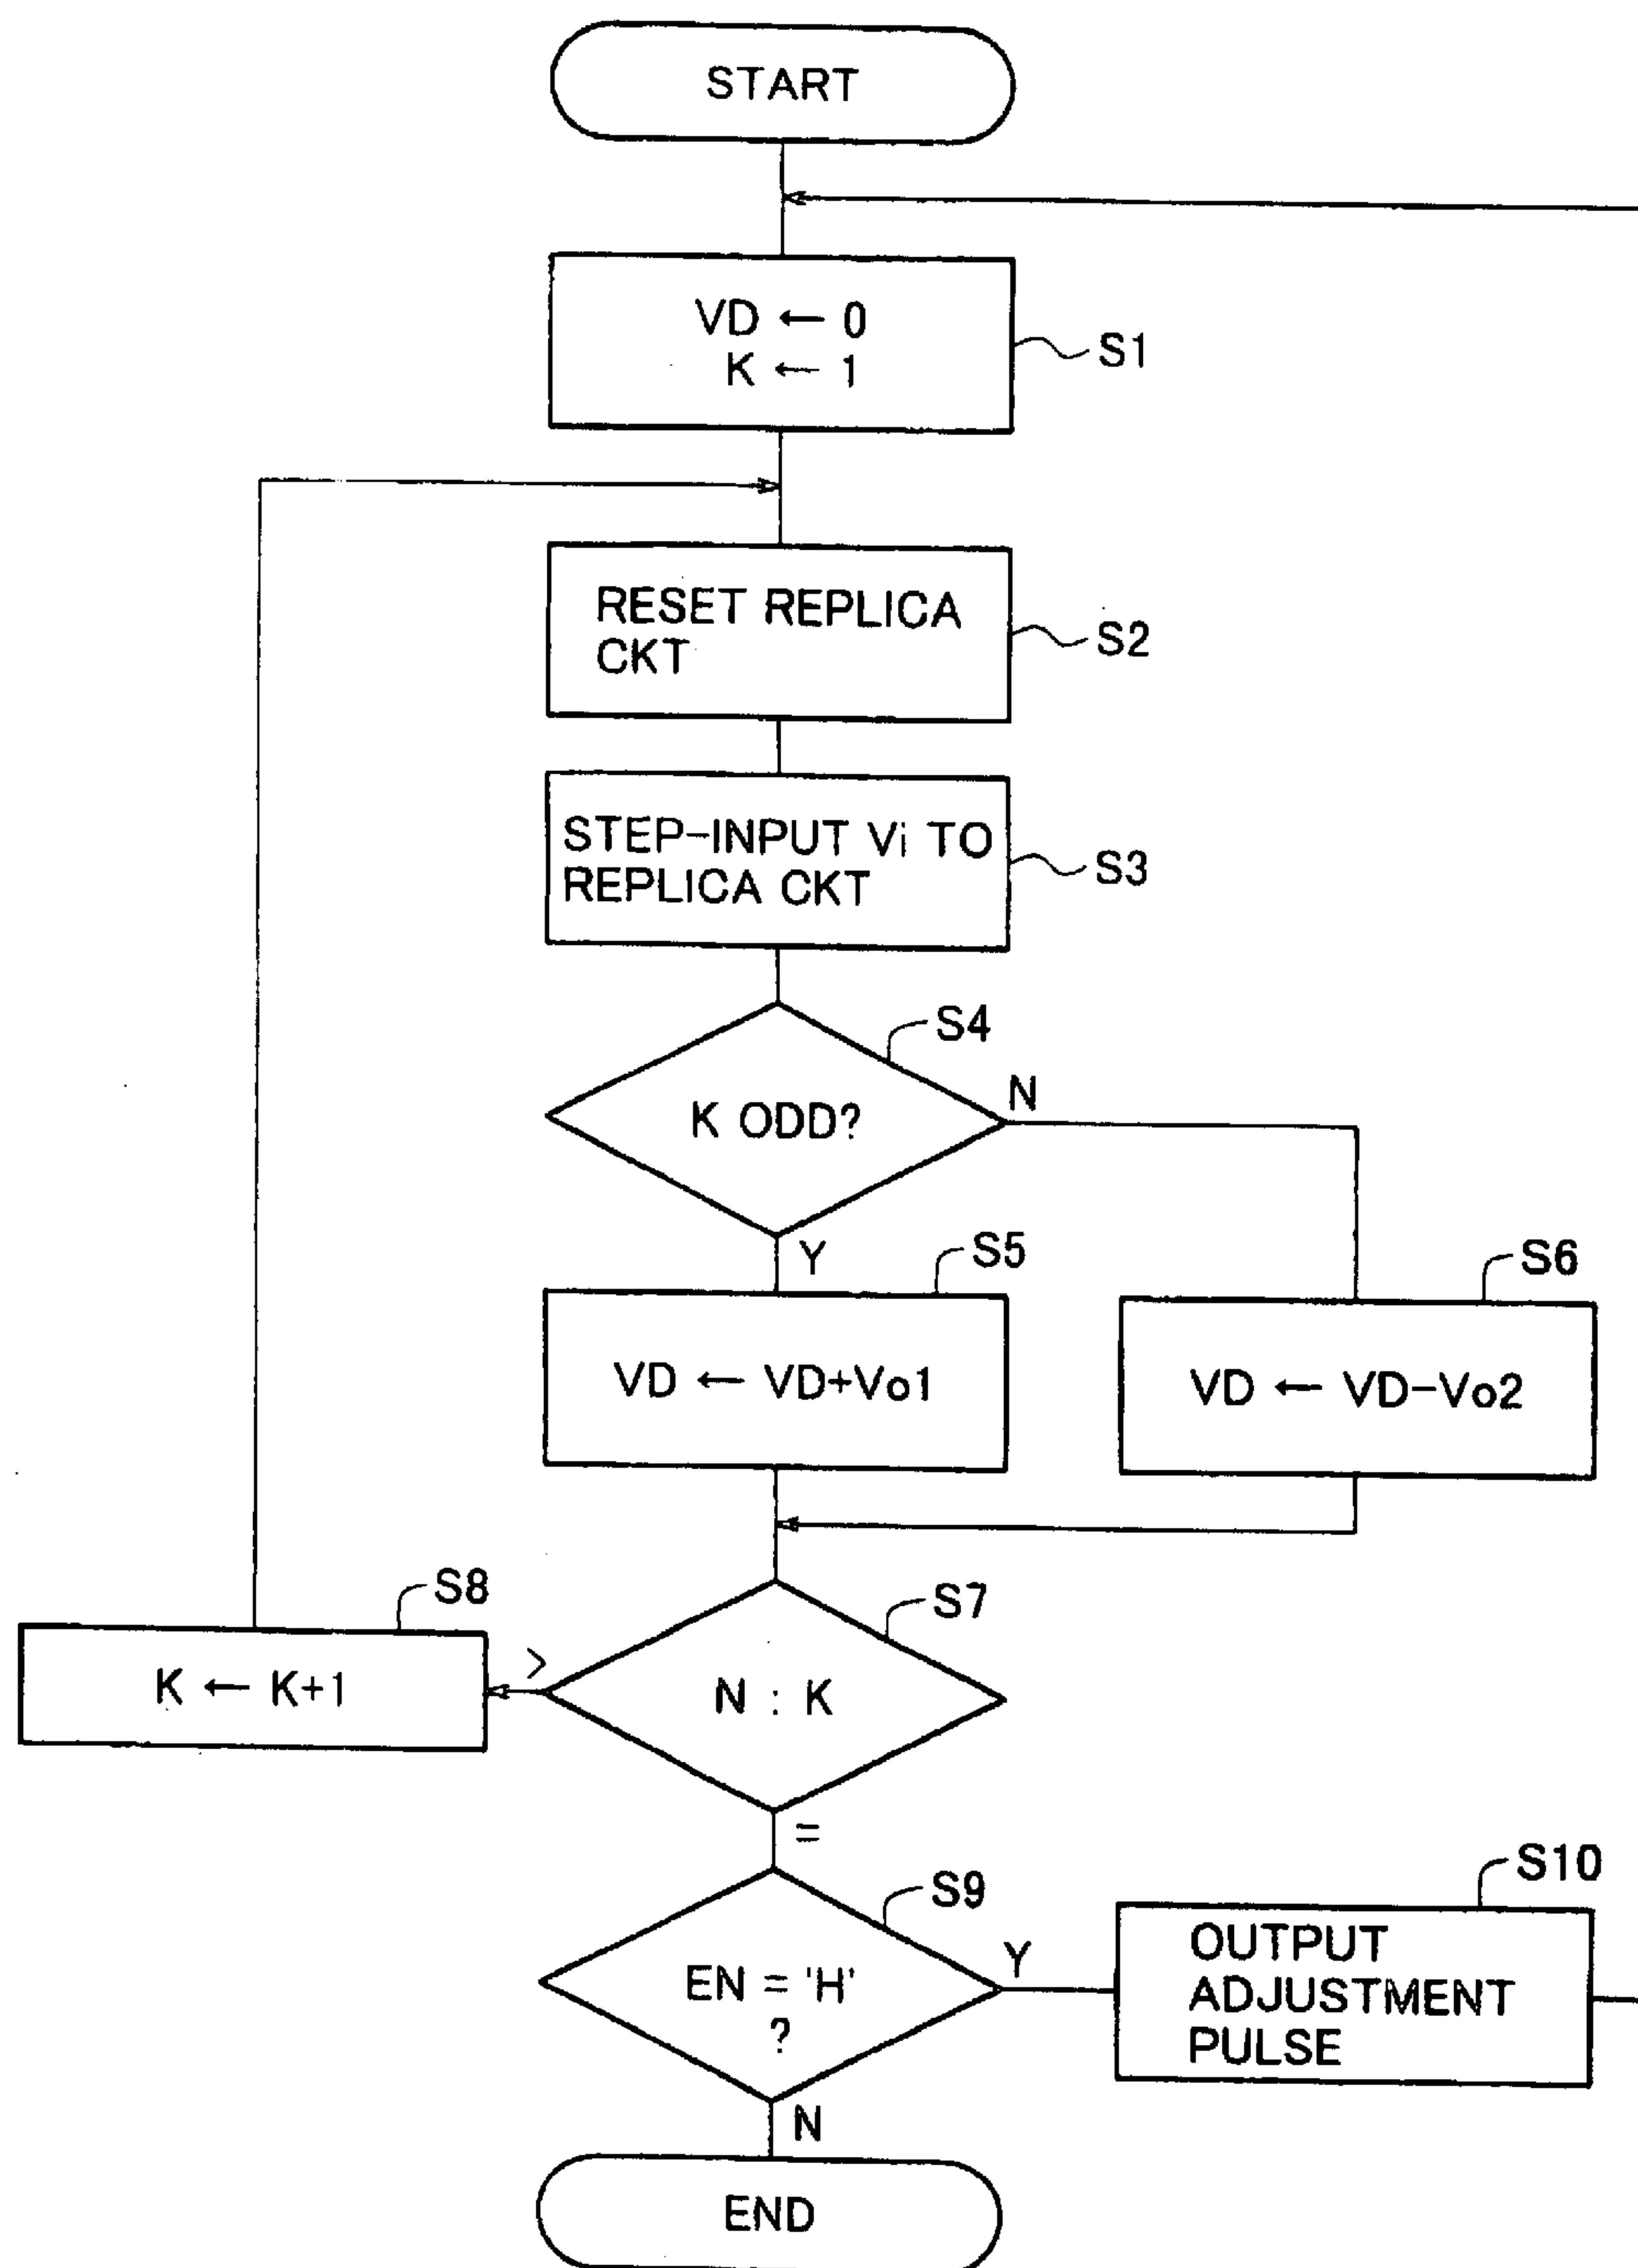 START
VD ← 0
K ← 1
S1
RESET REPLICA
CKT
S2
STEP-INPUT Vi TO
REPLICA CKT
S3
S4
K ODD?
N
Y
S5
VD ← VD+Vo1
S6
VD ← VD-Vo2
S7
N : K
>
S8
K ← K+1
=
S9
EN = 'H'
?
Y
S10
OUTPUT
ADJUSTMENT
PULSE
N
END